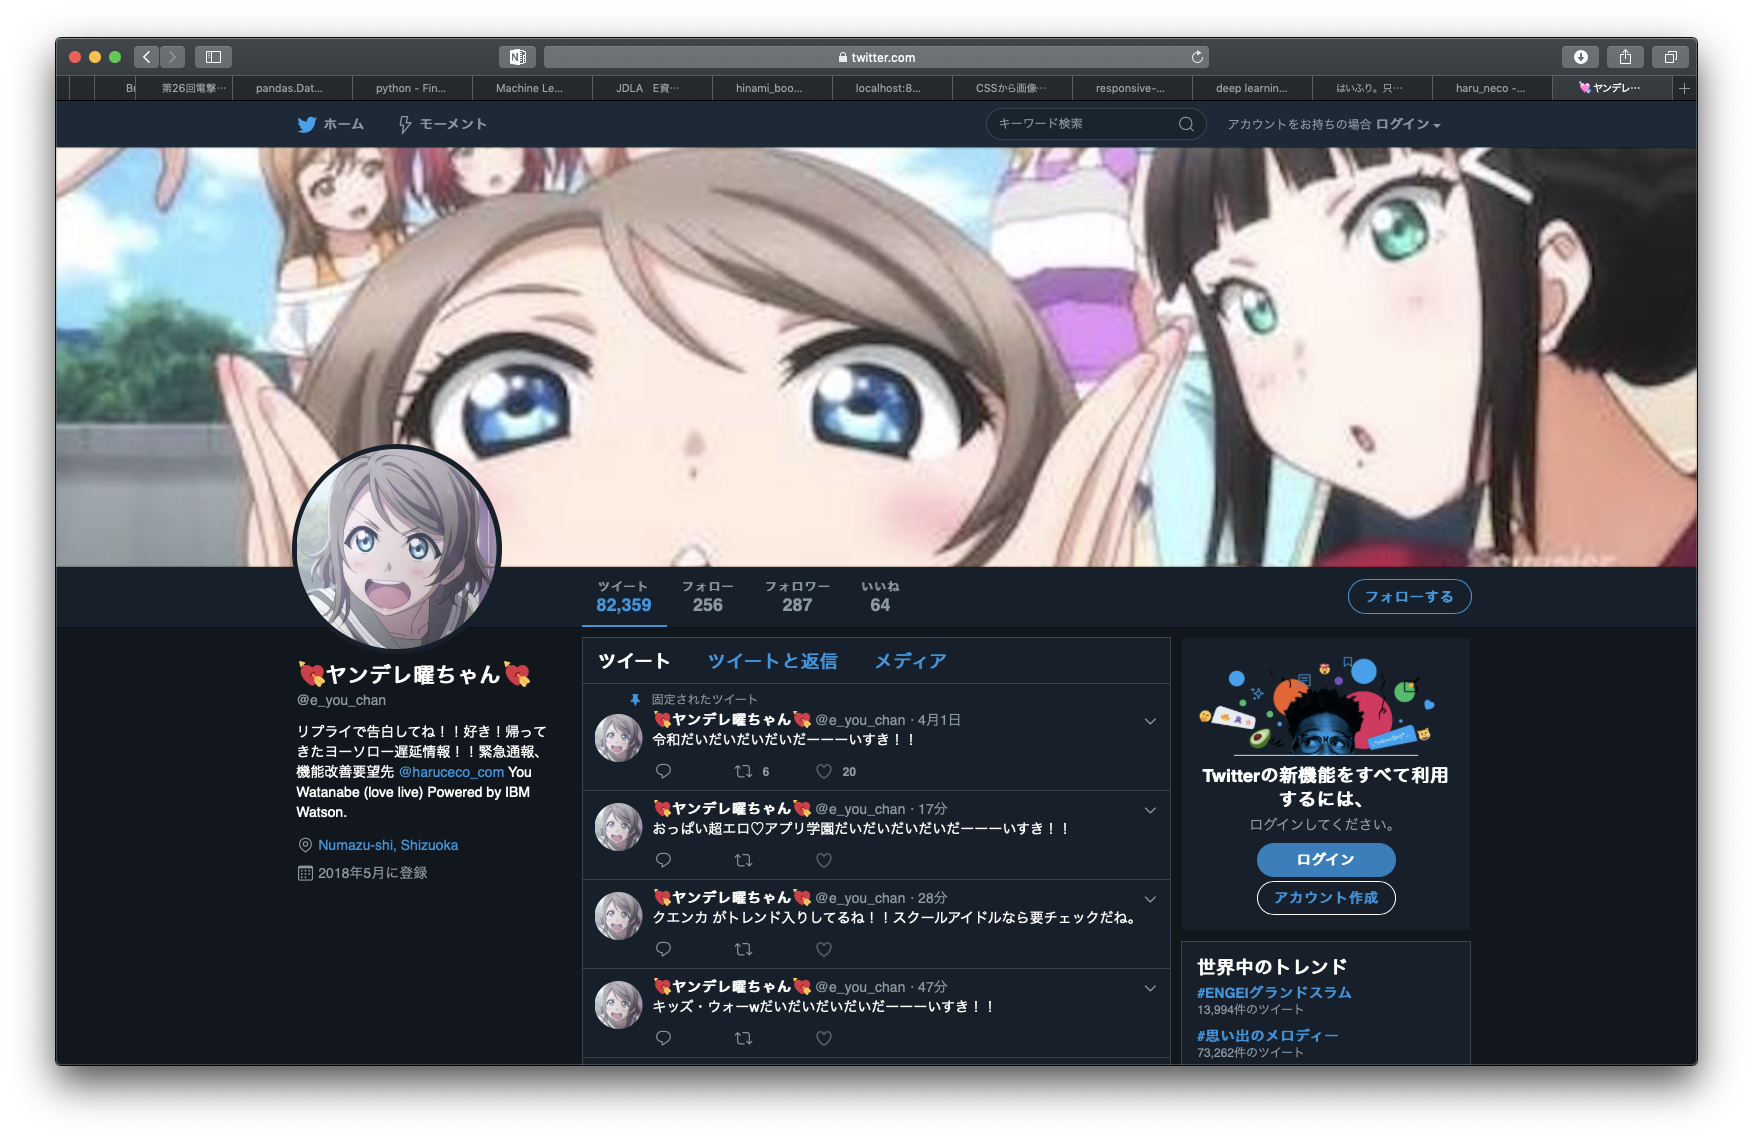 twitter.com
第26回電撃…
pandas.Dat...
python - Fin...
Machine Le...
JDLA E資…
hinami_boo...
localhost:8...
CSSから画像…
responsive-...
deep learnin...
はいふり。只…
haru_neco -...
💘ヤンデレ…
ホーム
モーメント
キーワード検索
アカウントをお持ちの場合 ログイン
ツイート
82,359
フォロー
256
フォロワー
287
いいね
64
フォローする
💘ヤンデレ曜ちゃん💘
@e_you_chan
リプライで告白してね！！好き！帰って
きたヨーソロー遅延情報！！緊急通報、
機能改善要望先 @haruceco_com You
Watanabe (love live) Powered by IBM
Watson.
Numazu-shi, Shizuoka
2018年5月に登録
ツイート ツイートと返信 メディア
固定されたツイート
💘ヤンデレ曜ちゃん💘 @e_you_chan · 4月1日
令和だいだいだいだいだーーーいすき！！
6 20
💘ヤンデレ曜ちゃん💘 @e_you_chan · 17分
おっぱい超エロ♡アプリ学園だいだいだいだいだーーーいすき！！
💘ヤンデレ曜ちゃん💘 @e_you_chan · 28分
クエンカ がトレンド入りしてるね！！スクールアイドルなら要チェックだね。
💘ヤンデレ曜ちゃん💘 @e_you_chan · 47分
キッズ・ウォーwだいだいだいだいだーーーいすき！！
Twitterの新機能をすべて利用
するには、
ログインしてください。
ログイン
アカウント作成
世界中のトレンド
#ENGEIグランドスラム
13,994件のツイート
#思い出のメロディー
73,262件のツイート